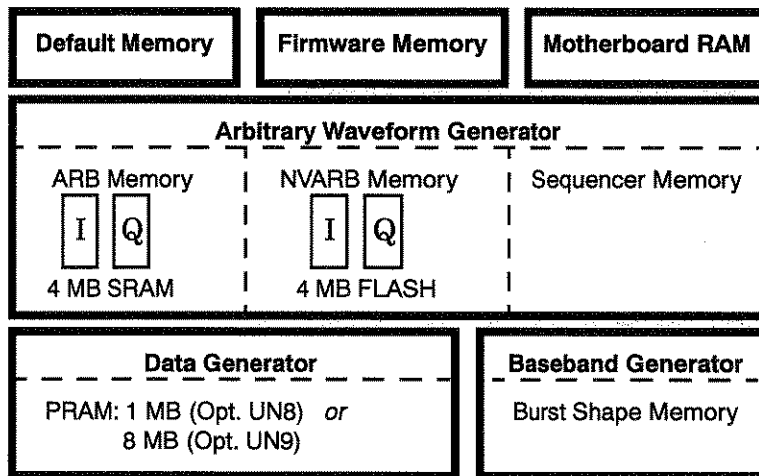 Default Memory
Firmware Memory
Motherboard RAM
Arbitrary Waveform Generator
ARB Memory
I Q
4 MB SRAM
NVARB Memory
I Q
4 MB FLASH
Sequencer Memory
Data Generator
PRAM: 1 MB (Opt. UN8) or
8 MB (Opt. UN9)
Baseband Generator
Burst Shape Memory